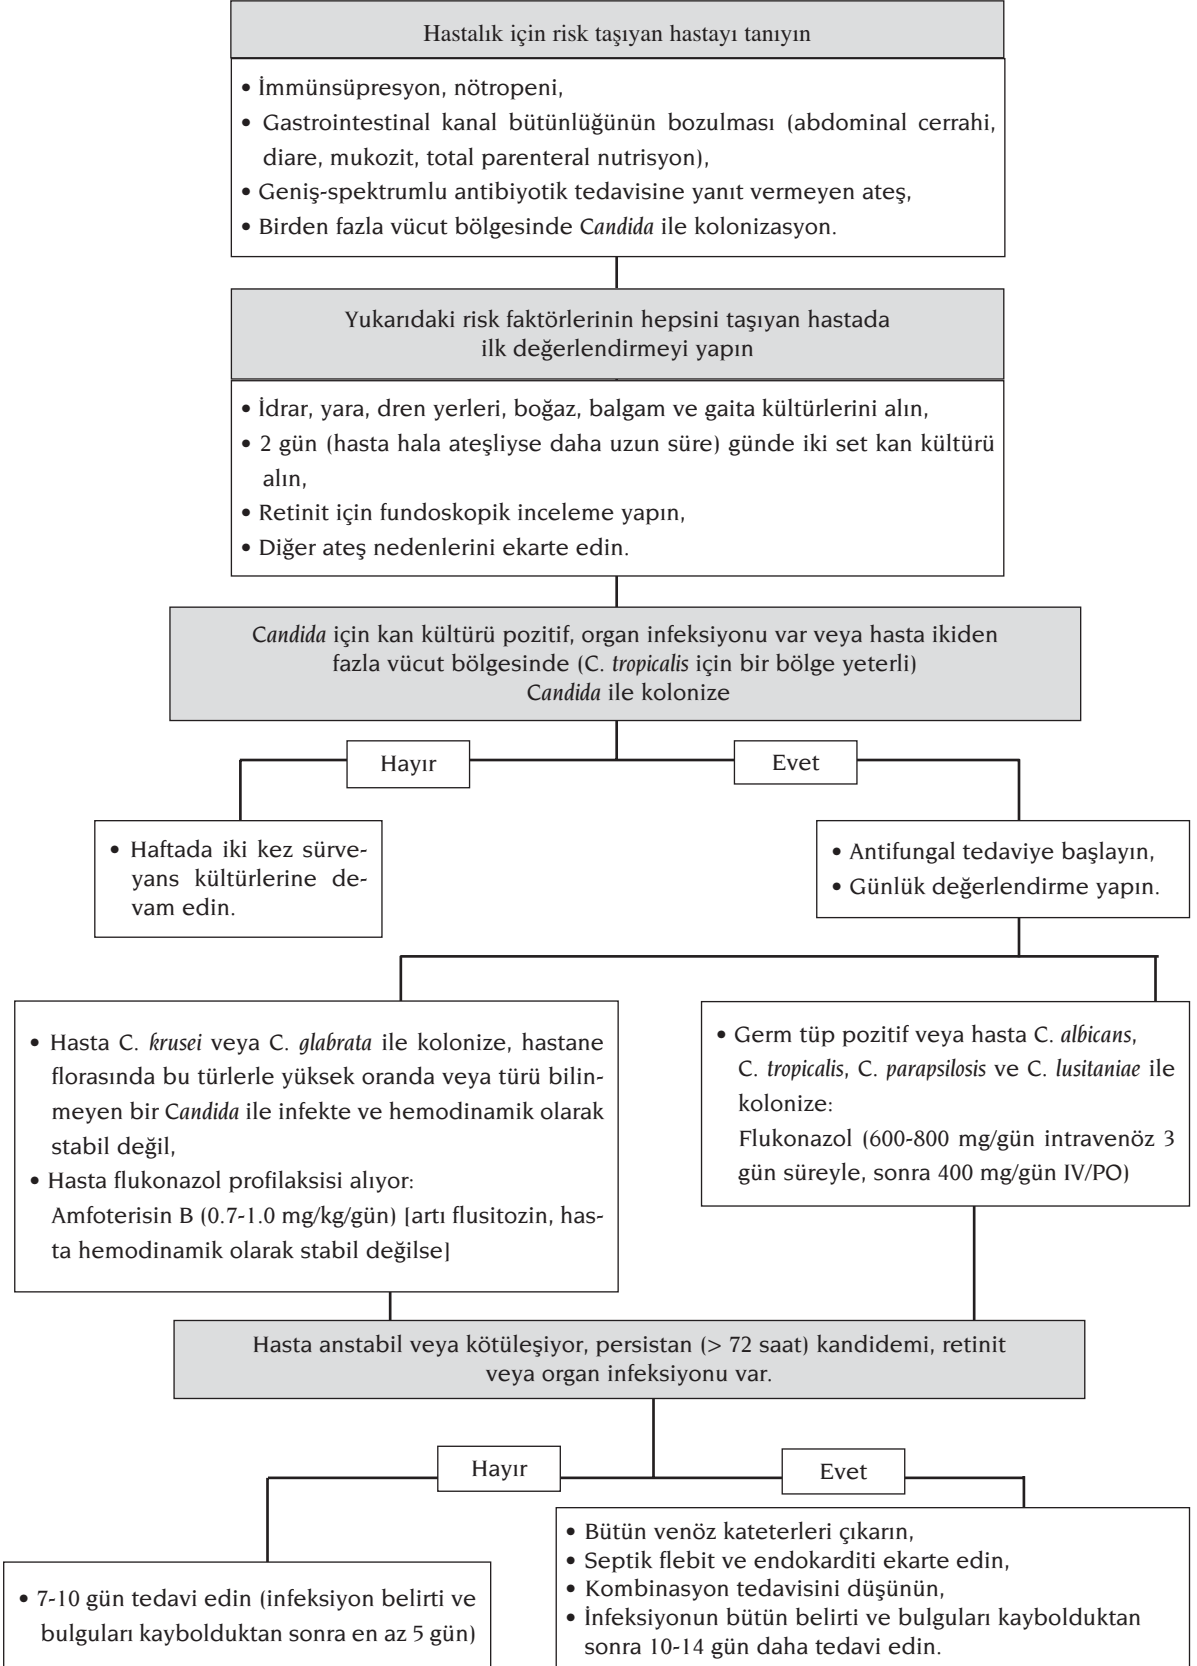 Hastalık için risk taşıyan hastayı tanıyın
• İmmünsüpresyon, nötropeni,
• Gastrointestinal kanal bütünlüğünün bozulması (abdominal cerrahi,
diare, mukozit, total parenteral nutrisyon),
• Geniş-spektrumlu antibiyotik tedavisine yanıt vermeyen ateş,
• Birden fazla vücut bölgesinde Candida ile kolonizasyon.
Yukarıdaki risk faktörlerinin hepsini taşıyan hastada
ilk değerlendirmeyi yapın
• İdrar, yara, dren yerleri, boğaz, balgam ve gaita kültürlerini alın,
• 2 gün (hasta hala ateşliyse daha uzun süre) günde iki set kan kültürü
alın,
• Retinit için fundoskopik inceleme yapın,
• Diğer ateş nedenlerini ekarte edin.
Candida için kan kültürü pozitif, organ infeksiyonu var veya hasta ikiden
fazla vücut bölgesinde (C. tropicalis için bir bölge yeterli)
Candida ile kolonize
Hayır
Evet
• Haftada iki kez sürve-
yans kültürlerine de-
vam edin.
• Antifungal tedaviye başlayın,
• Günlük değerlendirme yapın.
• Hasta C. krusei veya C. glabrata ile kolonize, hastane
florasında bu türlerle yüksek oranda veya türü bilin-
meyen bir Candida ile infekte ve hemodinamik olarak
stabil değil,
• Hasta flukonazol profilaksisi alıyor:
Amfoterisin B (0.7-1.0 mg/kg/gün) [artı flusitozin, has-
ta hemodinamik olarak stabil değilse]
• Germ tüp pozitif veya hasta C. albicans,
C. tropicalis, C. parapsilosis ve C. lusitaniae ile
kolonize:
Flukonazol (600-800 mg/gün intravenöz 3
gün süreyle, sonra 400 mg/gün IV/PO)
Hasta anstabil veya kötüleşiyor, persistan (> 72 saat) kandidemi, retinit
veya organ infeksiyonu var.
Hayır
Evet
• 7-10 gün tedavi edin (infeksiyon belirti ve
bulguları kaybolduktan sonra en az 5 gün)
• Bütün venöz kateterleri çıkarın,
• Septik flebit ve endokarditi ekarte edin,
• Kombinasyon tedavisini düşünün,
• İnfeksiyonun bütün belirti ve bulguları kaybolduktan
sonra 10-14 gün daha tedavi edin.